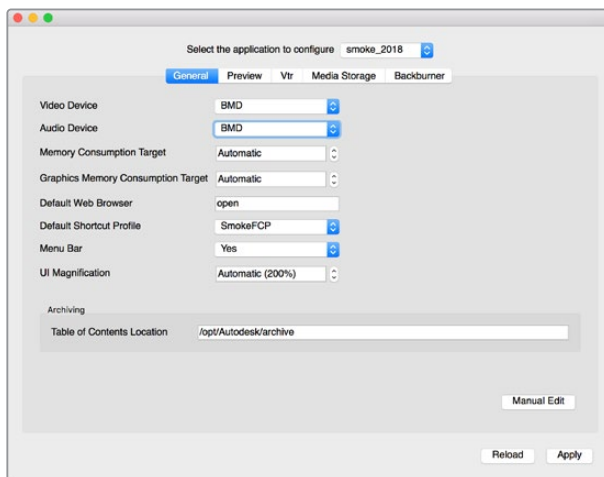 Select the application to configure smoke_2018
General Preview Vtr Media Storage Backburner
Video Device BMD
Audio Device BMD
Memory Consumption Target Automatic
Graphics Memory Consumption Target Automatic
Default Web Browser open
Default Shortcut Profile SmokeFCP
Menu Bar Yes
UI Magnification Automatic (200%)
Archiving
Table of Contents Location /opt/Autodesk/archive
Manual Edit
Reload Apply